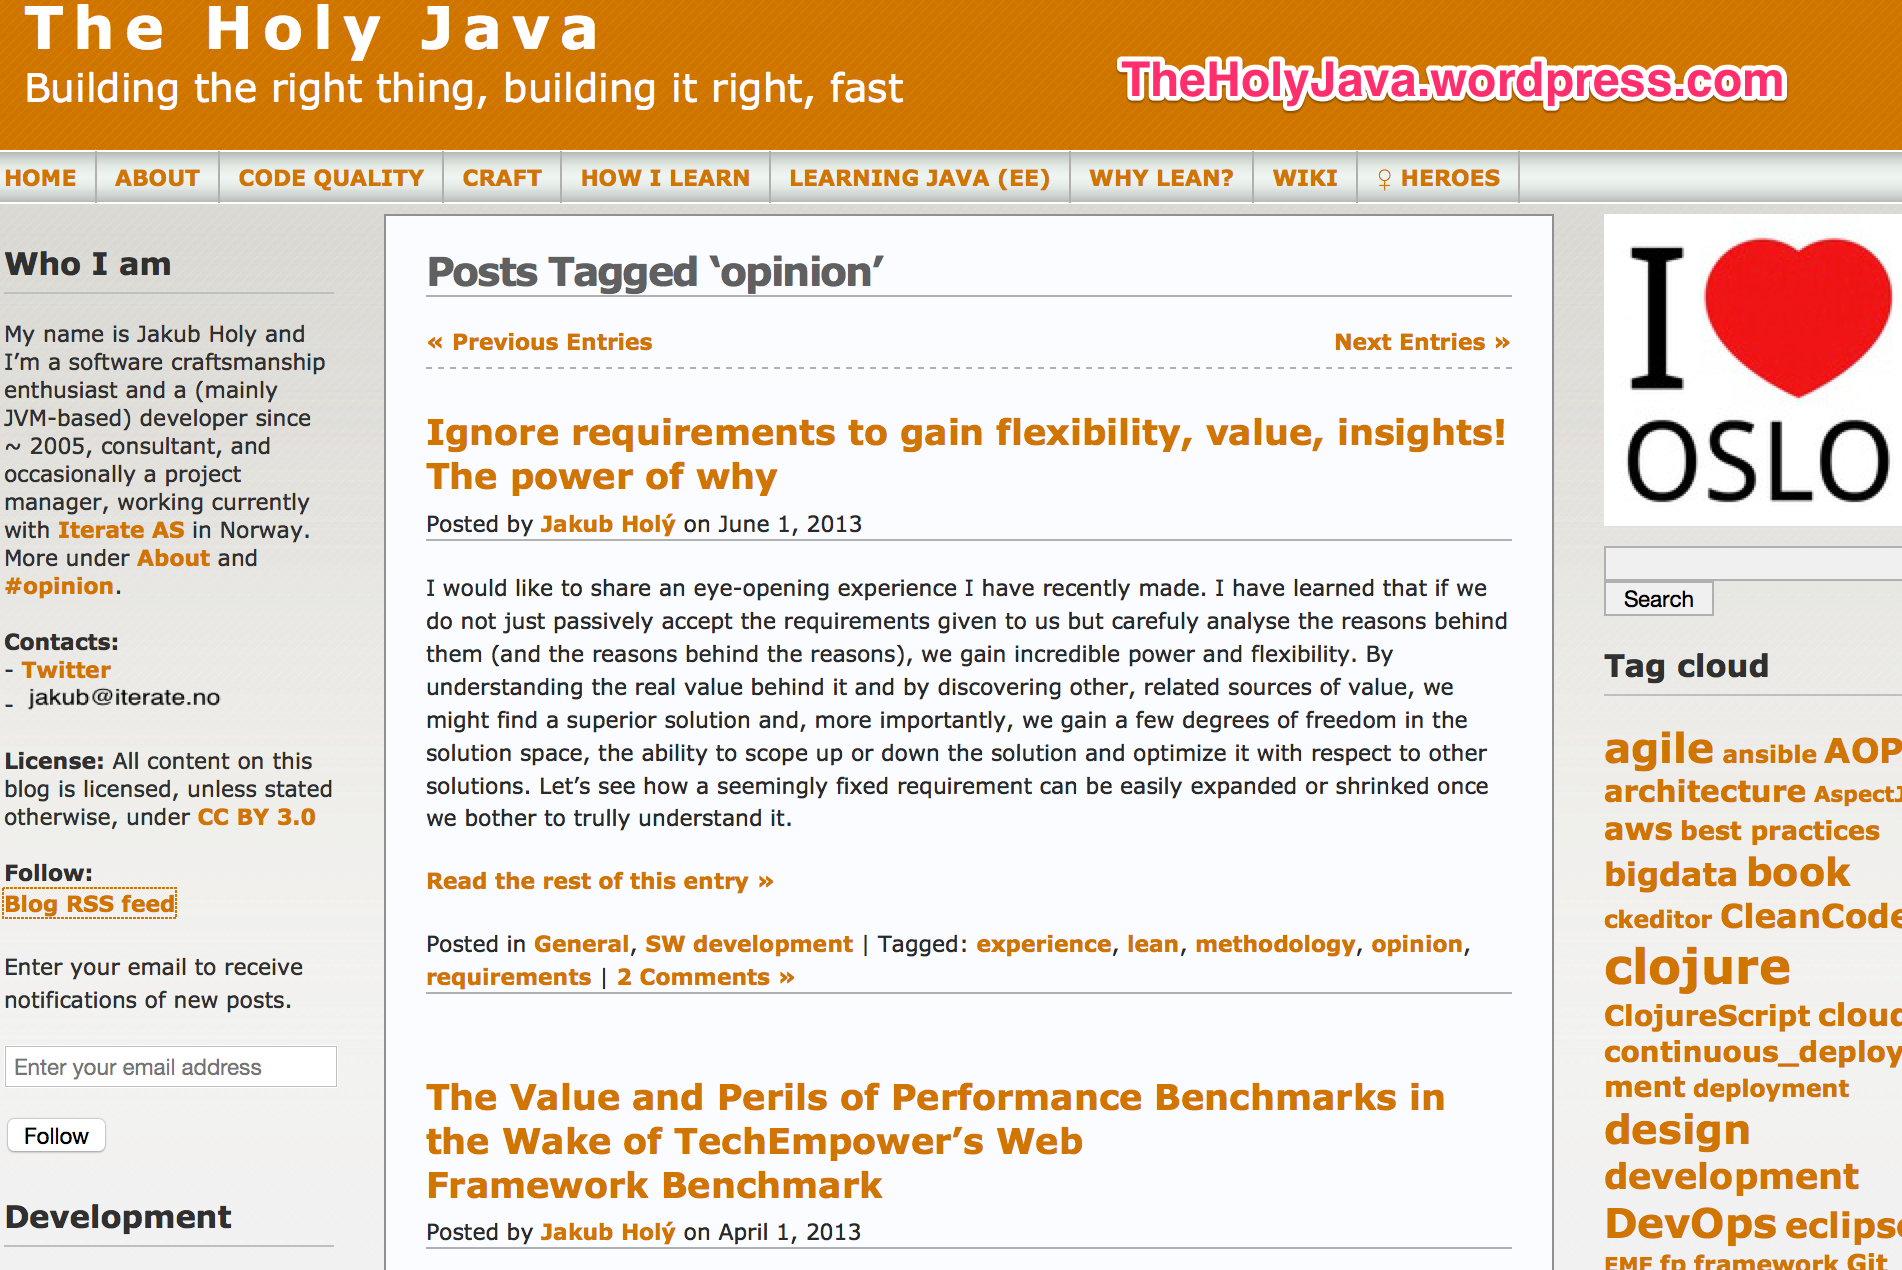 The Holy Java
Building the right thing, building it right, fast
TheHolyJava.wordpress.com
HOME ABOUT CODE QUALITY CRAFT HOW I LEARN LEARNING JAVA (EE) WHY LEAN? WIKI ♀ HEROES
Who I am
My name is Jakub Holy and
I’m a software craftsmanship
enthusiast and a (mainly
JVM-based) developer since
~ 2005, consultant, and
occasionally a project
manager, working currently
with Iterate AS in Norway.
More under About and
#opinion.
Contacts:
- Twitter
- jakub@iterate.no
License: All content on this
blog is licensed, unless stated
otherwise, under CC BY 3.0
Follow:
Blog RSS feed
Enter your email to receive
notifications of new posts.
Enter your email address
Follow
Development
Posts Tagged ‘opinion’
« Previous Entries Next Entries »
Ignore requirements to gain flexibility, value, insights!
The power of why
Posted by Jakub Holý on June 1, 2013
I would like to share an eye-opening experience I have recently made. I have learned that if we
do not just passively accept the requirements given to us but carefuly analyse the reasons behind
them (and the reasons behind the reasons), we gain incredible power and flexibility. By
understanding the real value behind it and by discovering other, related sources of value, we
might find a superior solution and, more importantly, we gain a few degrees of freedom in the
solution space, the ability to scope up or down the solution and optimize it with respect to other
solutions. Let’s see how a seemingly fixed requirement can be easily expanded or shrinked once
we bother to trully understand it.
Read the rest of this entry »
Posted in General, SW development | Tagged: experience, lean, methodology, opinion,
requirements | 2 Comments »
The Value and Perils of Performance Benchmarks in
the Wake of TechEmpower’s Web
Framework Benchmark
Posted by Jakub Holý on April 1, 2013
I
OSLO
Search
Tag cloud
agile ansible AOP
architecture AspectJ
aws best practices
bigdata book
ckeditor CleanCode
clojure
ClojureScript cloud
continuous_deploy
ment deployment
design
development
DevOps eclipse
EMF fp framework Git